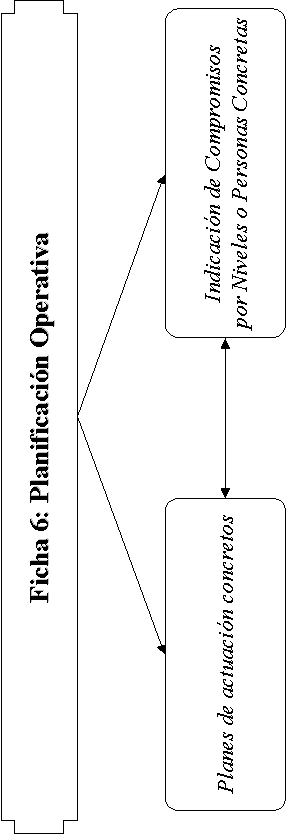 Ficha 6: Planificación Operativa
Planes de actuación concretos
Indicación de Compromisos
por Niveles o Personas Concretas